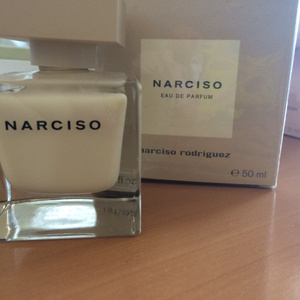 NARCISO
NARCISO
EAU DE PARFUM
narciso rodriguez
e 50 ml